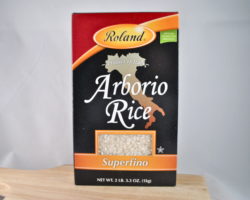 Roland
Arborio
Rice
Superfino
NET WT. 2 LB. 3.3 OZ. (1kg)